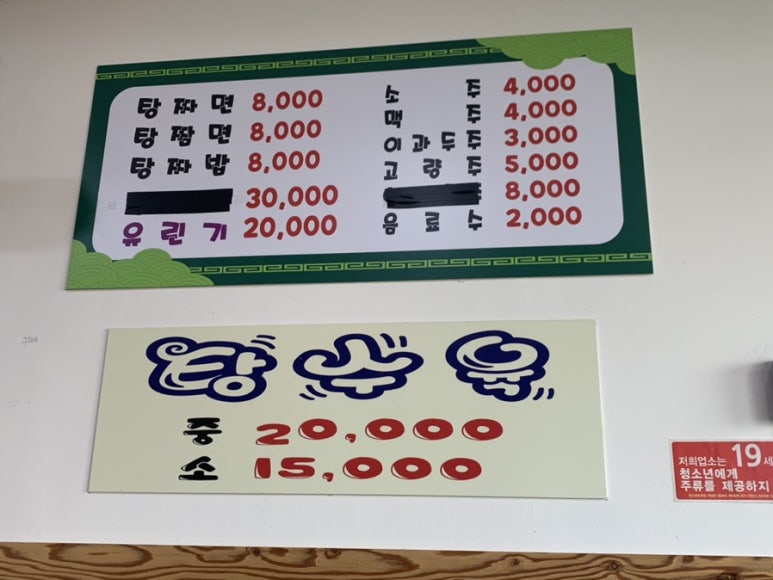 탕짜면 8,000
탕짬면 8,000
탕짜밥 8,000
30,000
유린기 20,000
소주 4,000
맥주 4,000
이과두주 3,000
고량주 5,000
8,000
음료수 2,000
탕수육
중 20,000
소 15,000
저희업소는 19세
청소년에게
주류를 제공하지